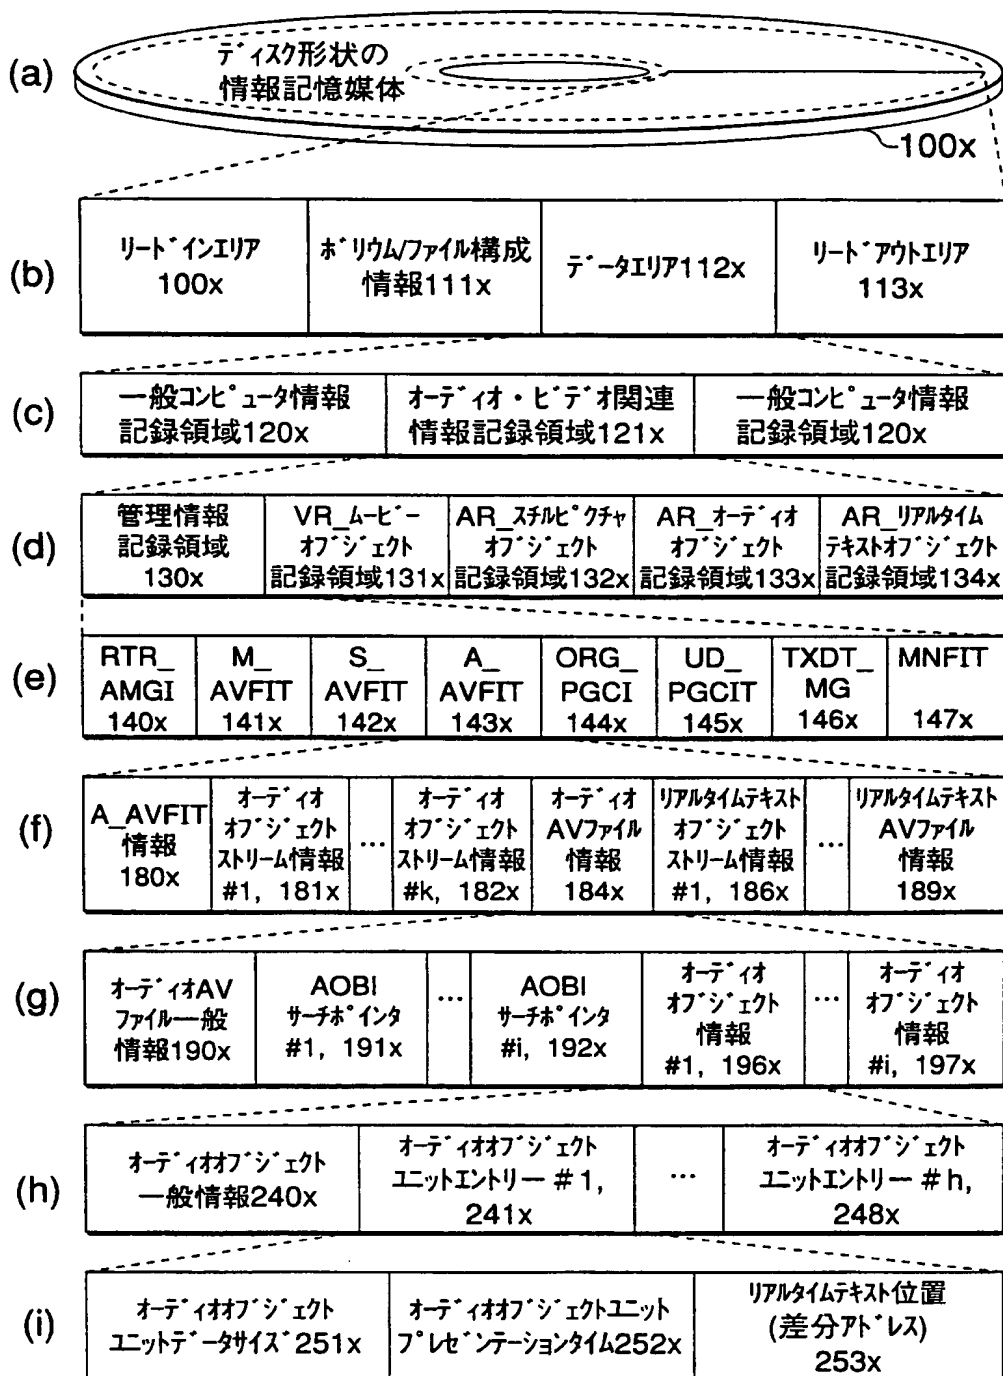 (a)
ディスク形状の
情報記憶媒体
100x
(b)
リードインエリア
100x
ボリウム/ファイル構成
情報111x
データエリア112x
リードアウトエリア
113x
(c)
一般コンピュータ情報
記録領域120x
オーディオ・ビデオ関連
情報記録領域121x
一般コンピュータ情報
記録領域120x
(d)
管理情報
記録領域
130x
VR_ムービー
オブジェクト
記録領域131x
AR_スチルピクチャ
オブジェクト
記録領域132x
AR_オーディオ
オブジェクト
記録領域133x
AR_リアルタイム
テキストオブジェクト
記録領域134x
(e)
RTR_
AMGI
140x
M_
AVFIT
141x
S_
AVFIT
142x
A_
AVFIT
143x
ORG_
PGCI
144x
UD_
PGCIT
145x
TXDT_
MG
146x
MNFIT
147x
(f)
A_AVFIT
情報
180x
オーディオ
オブジェクト
ストリーム情報
#1, 181x
…
オーディオ
オブジェクト
ストリーム情報
#k, 182x
オーディオ
AVファイル
情報
184x
リアルタイムテキスト
オブジェクト
ストリーム情報
#1, 186x
…
リアルタイムテキスト
AVファイル
情報
189x
(g)
オーディオAV
ファイル一般
情報190x
AOBI
サーチポインタ
#1, 191x
…
AOBI
サーチポインタ
#i, 192x
オーディオ
オブジェクト
情報
#1, 196x
…
オーディオ
オブジェクト
情報
#i, 197x
(h)
オーディオオブジェクト
一般情報240x
オーディオオブジェクト
ユニットエントリー#1,
241x
…
オーディオオブジェクト
ユニットエントリー#h,
248x
(i)
オーディオオブジェクト
ユニットデータサイズ251x
オーディオオブジェクトユニット
プレゼンテーションタイム252x
リアルタイムテキスト位置
(差分アドレス)
253x